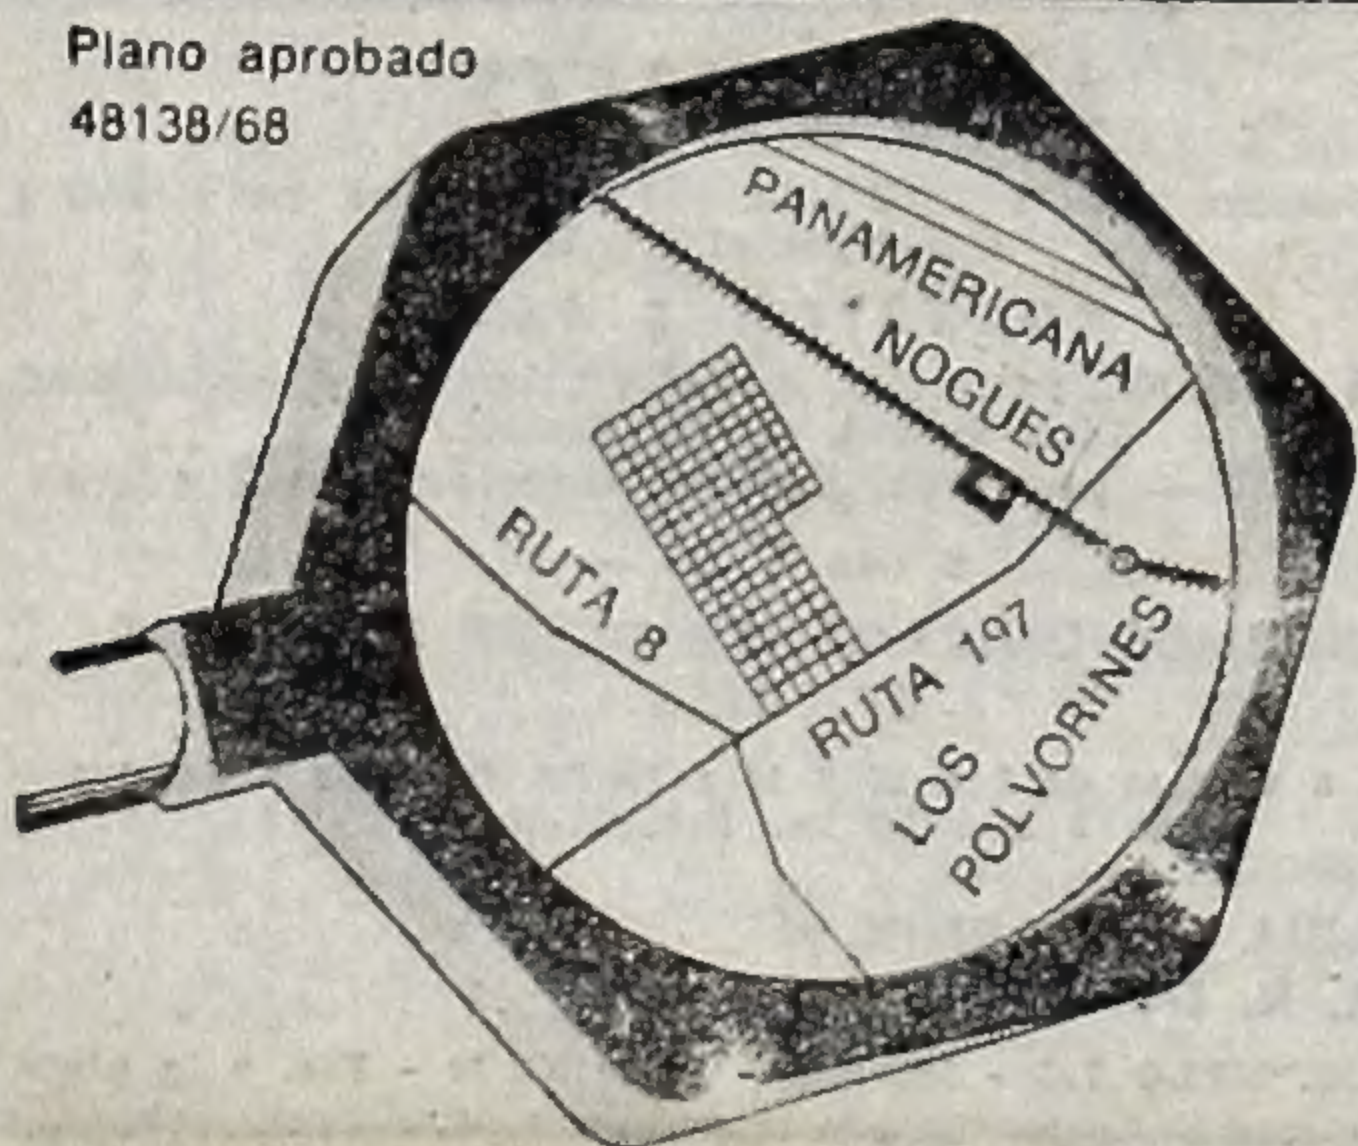 Plano aprobado
48138/68
PANAMERICANA
NOGUES
RUTA 8
RUTA 197
LOS
POLVORINES